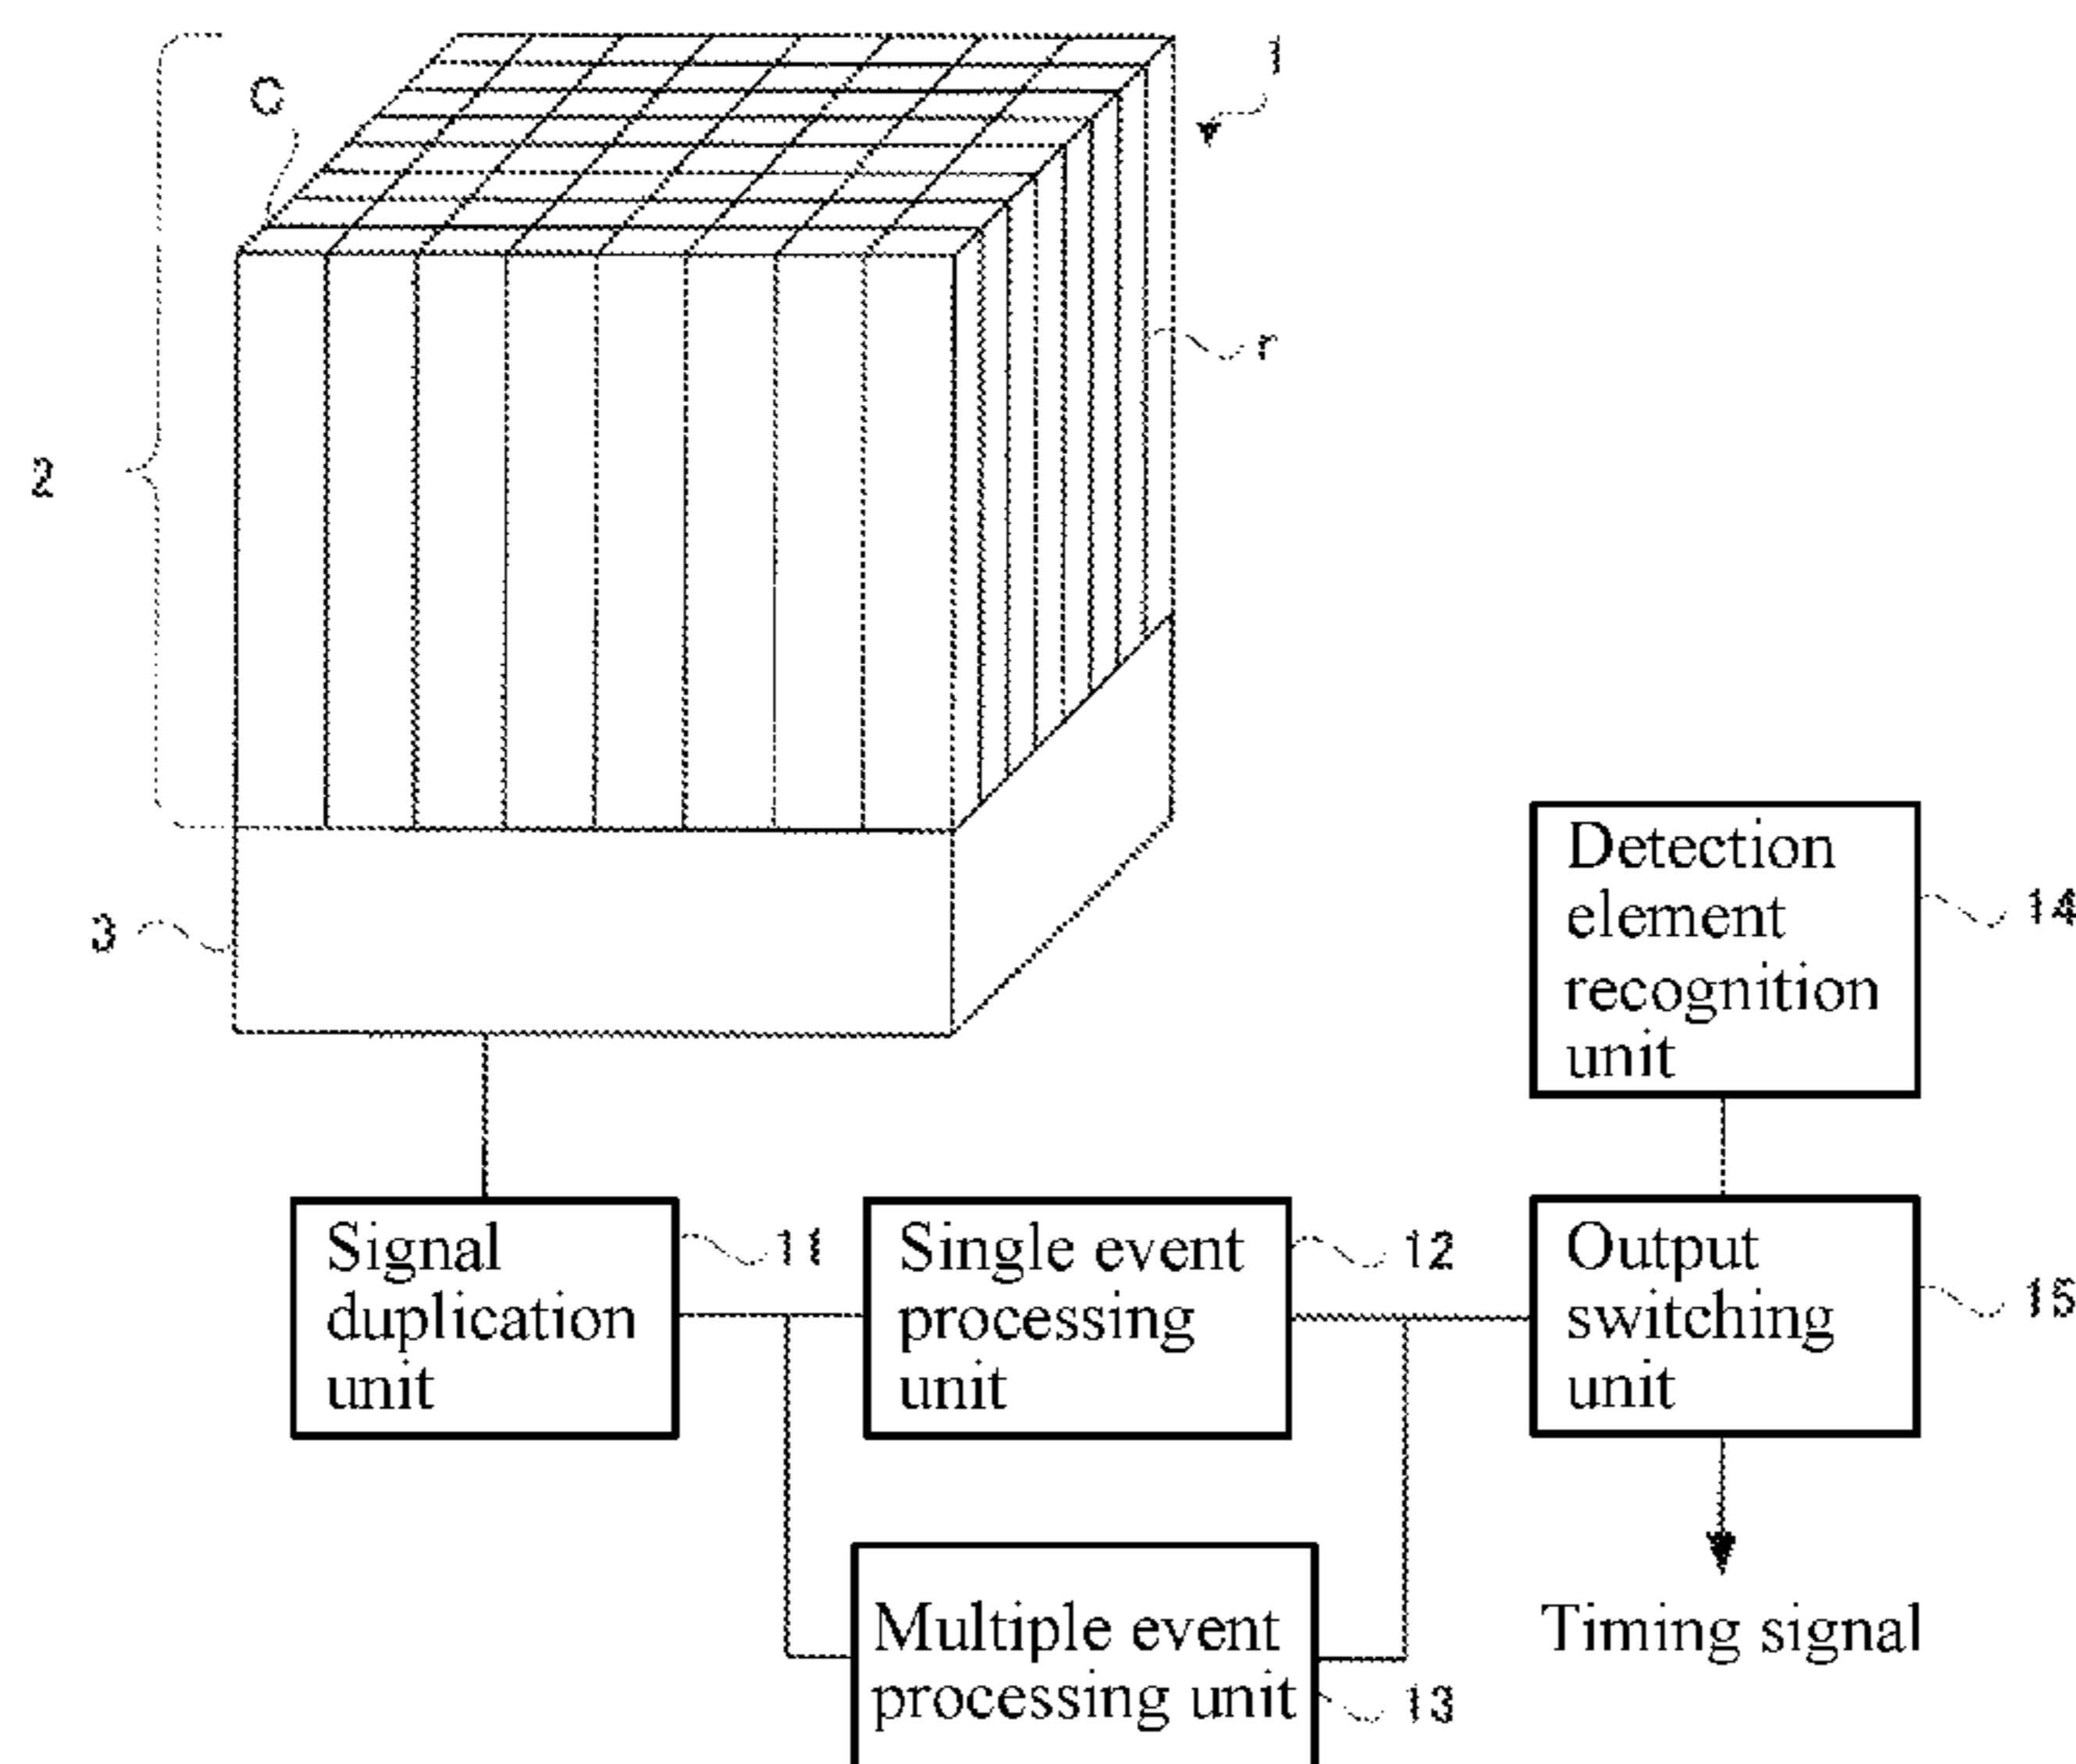 1
C
r
2
3
Detection
element
recognition
unit
14
Signal
duplication
unit
11
Single event
processing
unit
12
Output
switching
unit
15
Multiple event
processing unit
13
Timing signal